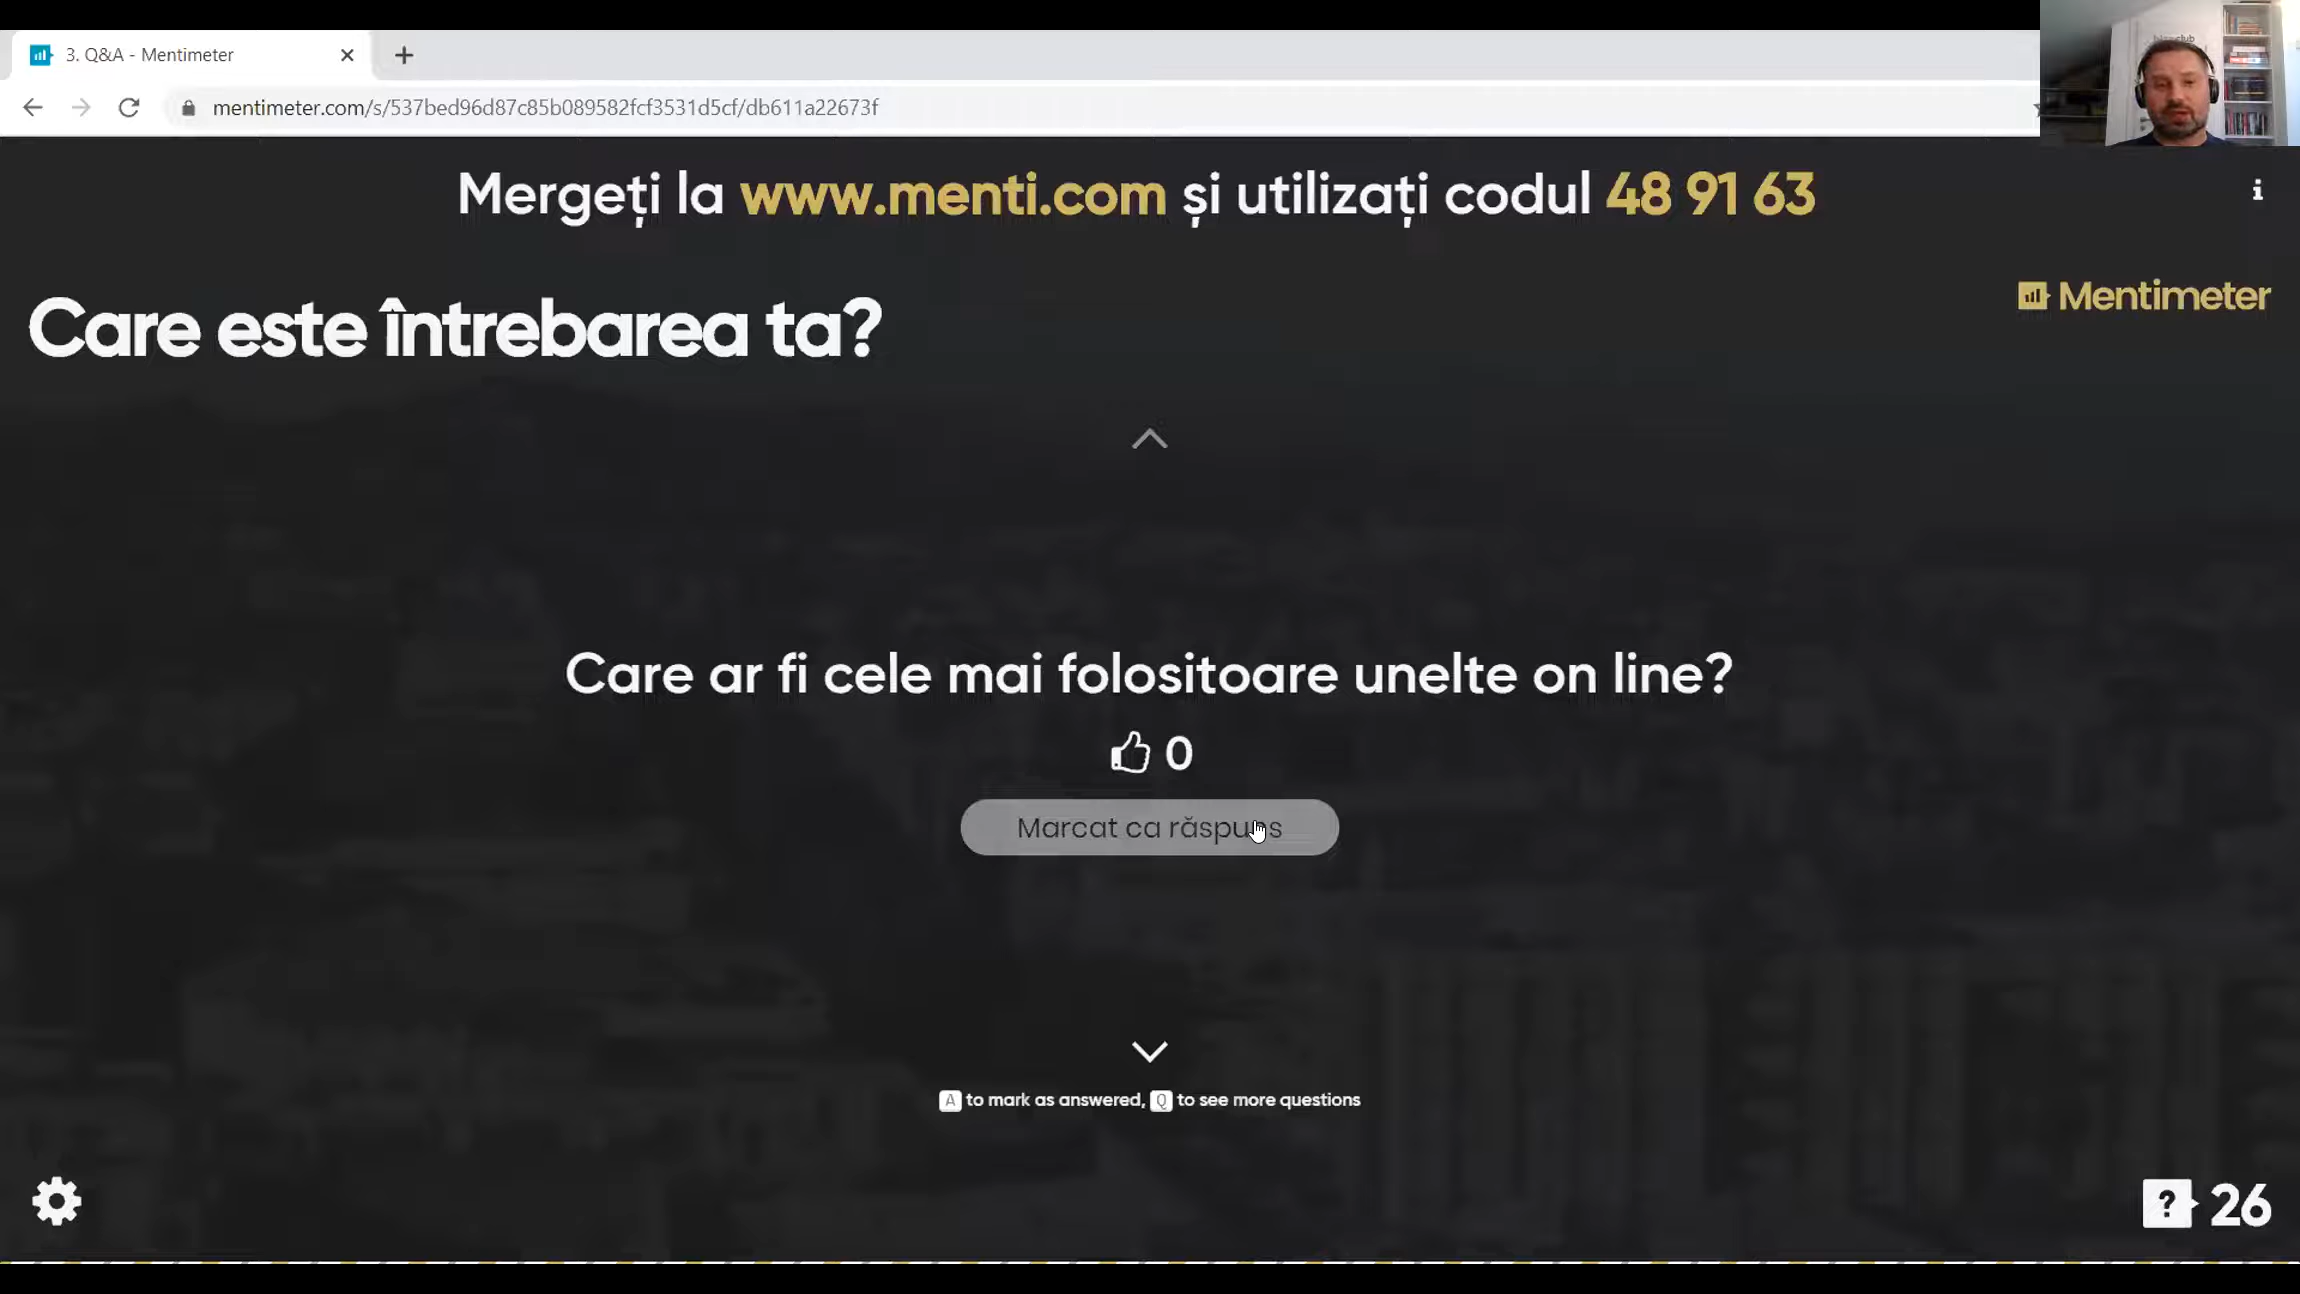 3. Q&A - Mentimeter
mentimeter.com/s/537bed96d87c85b089582fcf3531d5cf/db611a22673f
Mergeți la www.menti.com și utilizați codul 48 91 63
Mentimeter
Care este întrebarea ta?
Care ar fi cele mai folositoare unelte on line?
0
Marcat ca răspuns
A to mark as answered, Q to see more questions
? 26